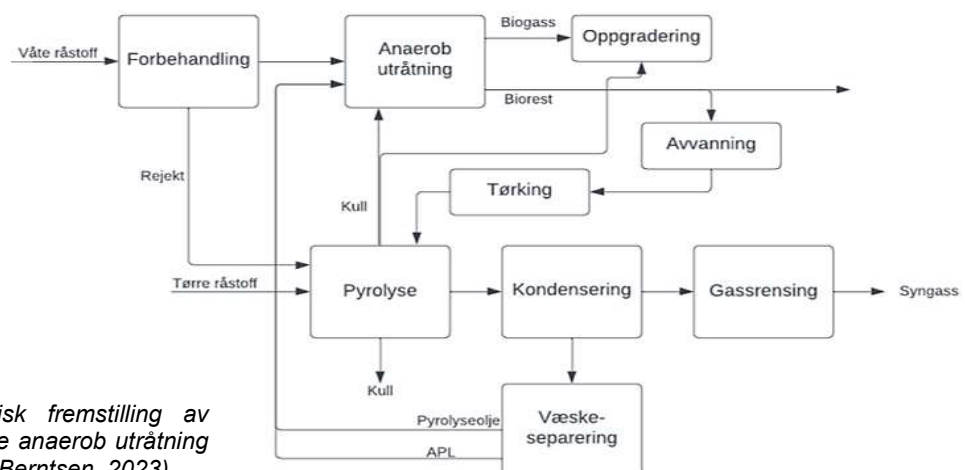 Biogass
Våte råstoff
Forbehandling
Anaerob
utråtning
Oppgradering
Biorest
Avvanning
Rejekt
Tørking
Kull
Tørre råstoff
Pyrolyse
Kondensering
Gassrensing
Syngass
Kull
Pyrolyseolje
Væske-
separering
APL
isk fremstilling av
e anaerob utråtning
Berntsen, 2023)